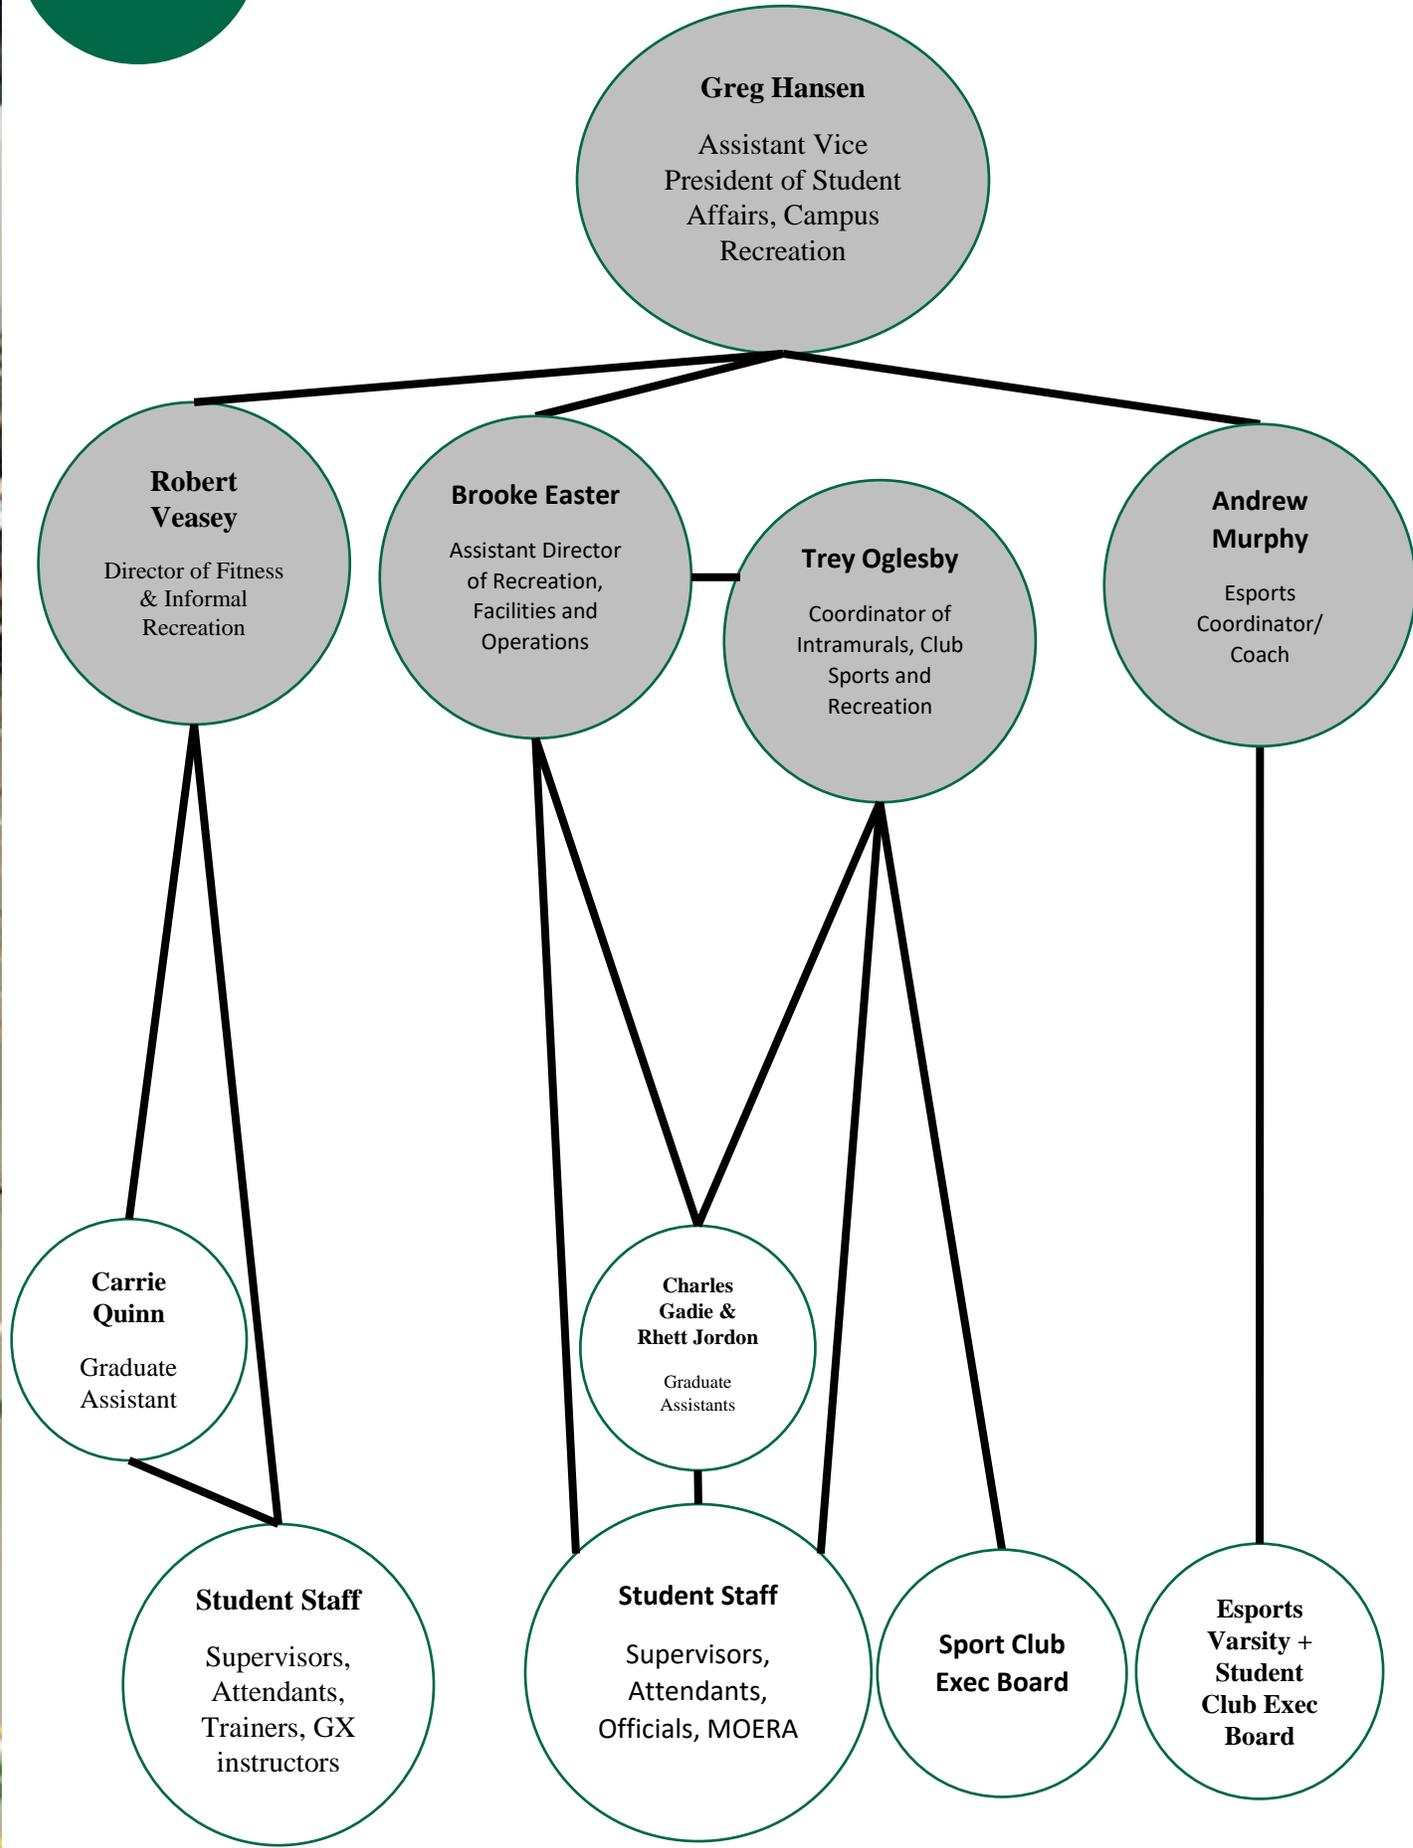 Greg Hansen
Assistant Vice
President of Student
Affairs, Campus
Recreation
Robert
Veasey
Director of Fitness
& Informal
Recreation
Brooke Easter
Assistant Director
of Recreation,
Facilities and
Operations
Trey Oglesby
Coordinator of
Intramurals, Club
Sports and
Recreation
Andrew
Murphy
Esports
Coordinator/
Coach
Carrie
Quinn
Graduate
Assistant
Charles
Gadie &
Rhett Jordon
Graduate
Assistants
Student Staff
Supervisors,
Attendants,
Trainers, GX
instructors
Student Staff
Supervisors,
Attendants,
Officials, MOERA
Sport Club
Exec Board
Esports
Varsity +
Student
Club Exec
Board